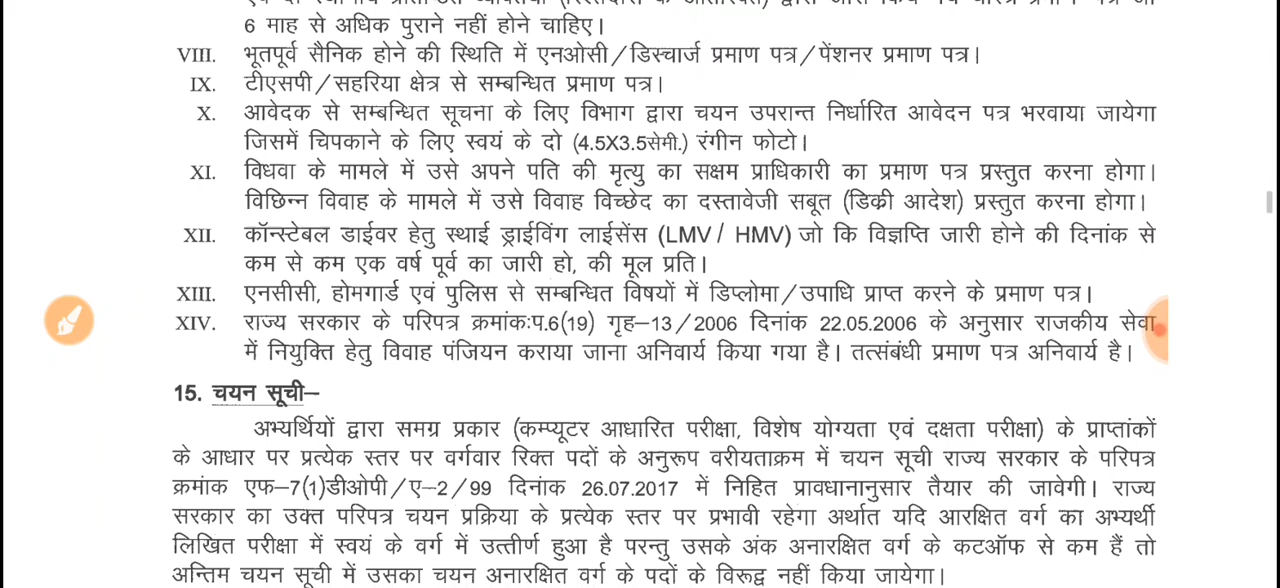 6 माह से अधिक पुराने नहीं होने चाहिए।
VIII. भूतपूर्व सैनिक होने की स्थिति में एनओसी/डिस्चार्ज प्रमाण पत्र/पेंशनर प्रमाण पत्र।
IX. टीएसपी/सहरिया क्षेत्र से सम्बन्धित प्रमाण पत्र।
X. आवेदक से सम्बन्धित सूचना के लिए विभाग द्वारा चयन उपरान्त निर्धारित आवेदन पत्र भरवाया जायेगा
जिसमें चिपकाने के लिए स्वयं के दो (4.5X3.5सेमी.) रंगीन फोटो।
XI. विधवा के मामले में उसे अपने पति की मृत्यु का सक्षम प्राधिकारी का प्रमाण पत्र प्रस्तुत करना होगा।
विछिन्न विवाह के मामले में उसे विवाह विच्छेद का दस्तावेजी सबूत (डिक्री आदेश) प्रस्तुत करना होगा।
XII. कॉन्स्टेबल डाईवर हेतु स्थाई ड्राईविंग लाईसेंस (LMV / HMV) जो कि विज्ञप्ति जारी होने की दिनांक से
कम से कम एक वर्ष पूर्व का जारी हो, की मूल प्रति।
XIII. एनसीसी, होमगार्ड एवं पुलिस से सम्बन्धित विषयों में डिप्लोमा/उपाधि प्राप्त करने के प्रमाण पत्र।
XIV. राज्य सरकार के परिपत्र क्रमांक:प.6(19) गृह–13/2006 दिनांक 22.05.2006 के अनुसार राजकीय सेवा
में नियुक्ति हेतु विवाह पंजियन कराया जाना अनिवार्य किया गया है। तत्संबंधी प्रमाण पत्र अनिवार्य है।
15. चयन सूची–
अभ्यर्थियों द्वारा समग्र प्रकार (कम्प्यूटर आधारित परीक्षा, विशेष योग्यता एवं दक्षता परीक्षा) के प्राप्तांकों
के आधार पर प्रत्येक स्तर पर वर्गवार रिक्त पदों के अनुरूप वरीयताक्रम में चयन सूची राज्य सरकार के परिपत्र
क्रमांक एफ–7(1)डीओपी/ए–2/99 दिनांक 26.07.2017 में निहित प्रावधानानुसार तैयार की जावेगी। राज्य
सरकार का उक्त परिपत्र चयन प्रक्रिया के प्रत्येक स्तर पर प्रभावी रहेगा अर्थात यदि आरक्षित वर्ग का अभ्यर्थी
लिखित परीक्षा में स्वयं के वर्ग में उत्तीर्ण हुआ है परन्तु उसके अंक अनारक्षित वर्ग के कटऑफ से कम हैं तो
अन्तिम चयन सूची में उसका चयन अनारक्षित वर्ग के पदों के विरूद्व नहीं किया जायेगा।